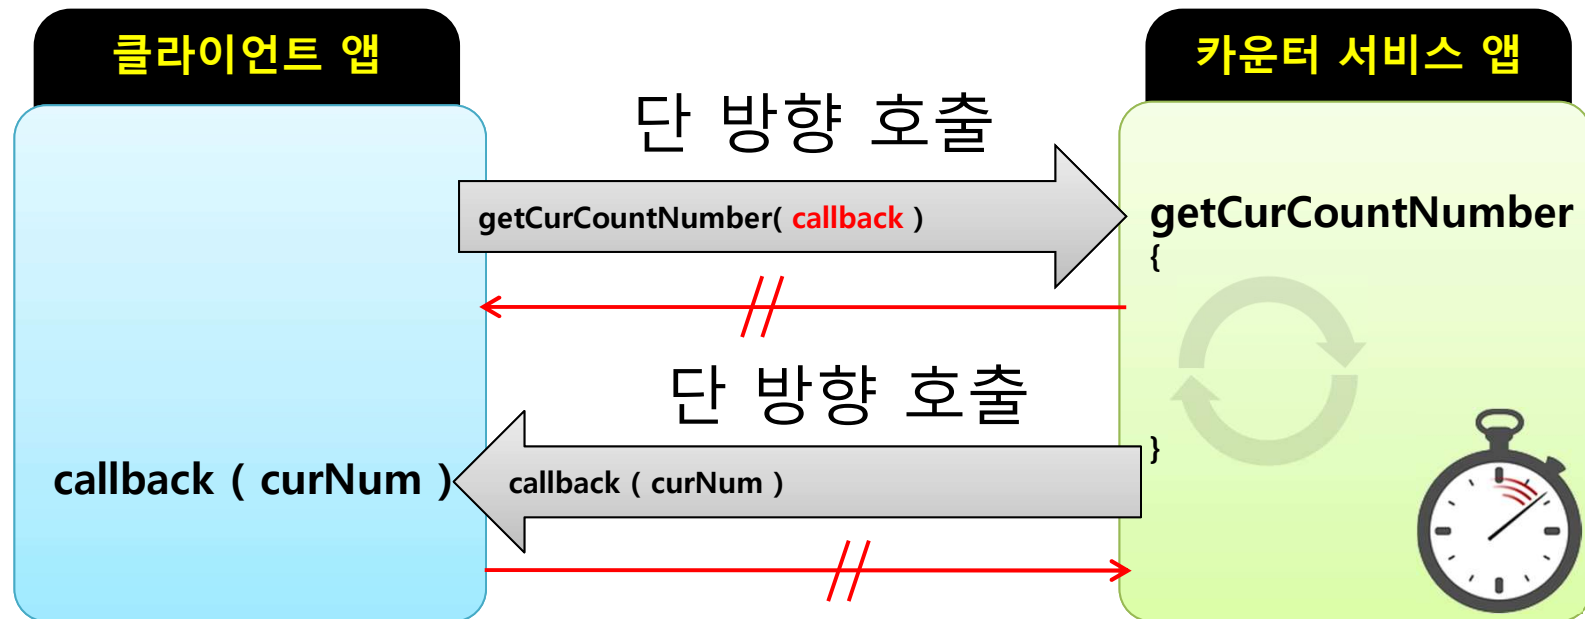 클라이언트 앱
카운터 서비스 앱
단 방향 호출
getCurCountNumber( callback )
getCurCountNumber
{
단 방향 호출
}
callback ( curNum )
callback ( curNum )